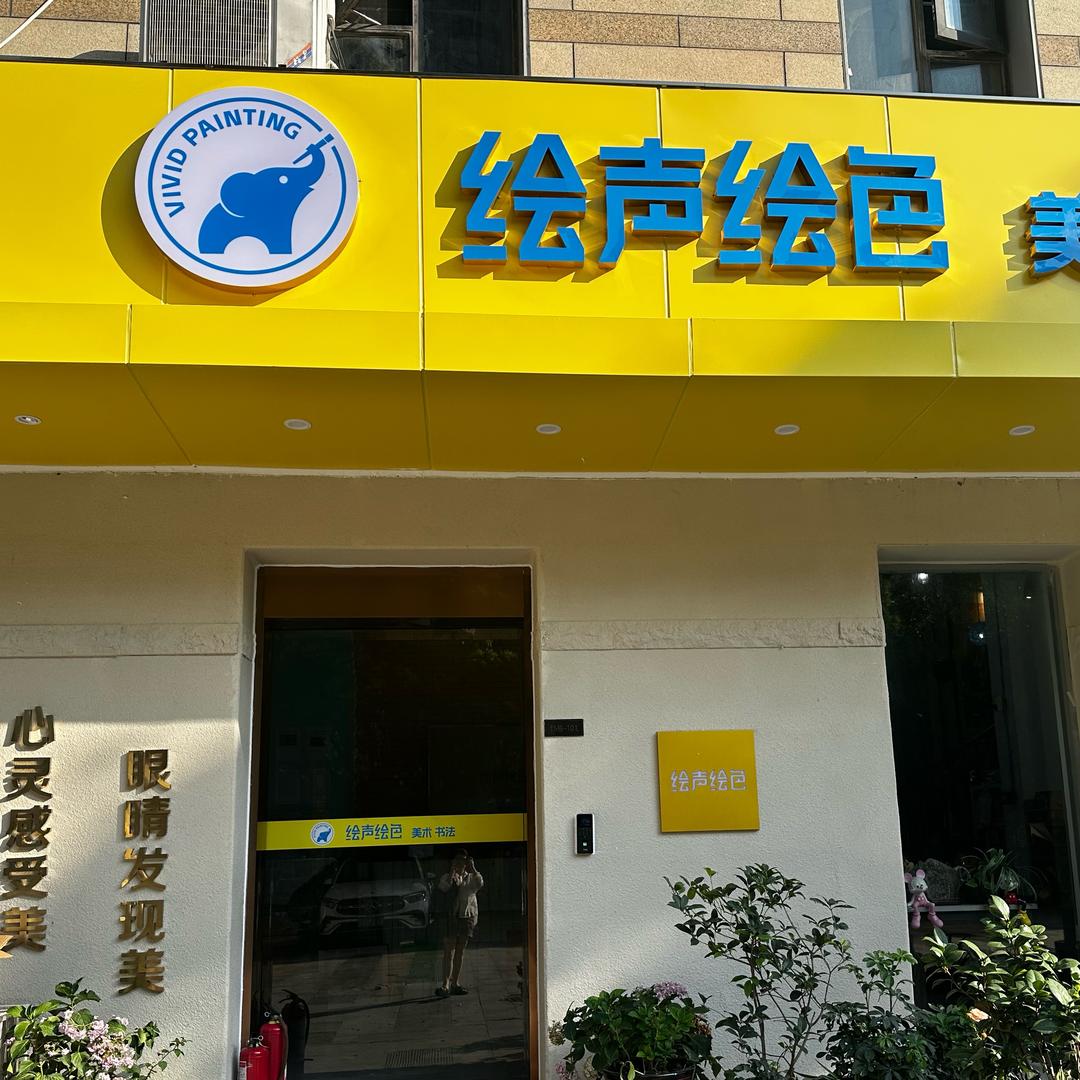 VIVID PAINTING
绘声绘色 美
绘声绘色
绘声绘色 美术 书法
眼睛发现美
心灵感受美